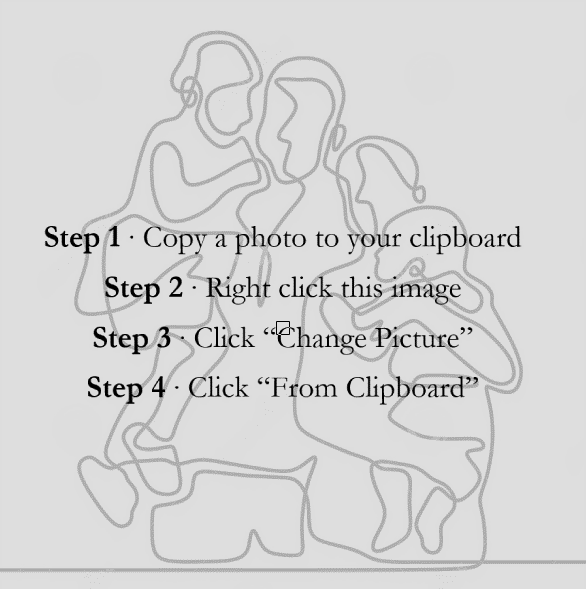 Step 1 · Copy a photo to your clipboard
Step 2 · Right click this image
Step 3 · Click “Change Picture”
Step 4 · Click “From Clipboard”